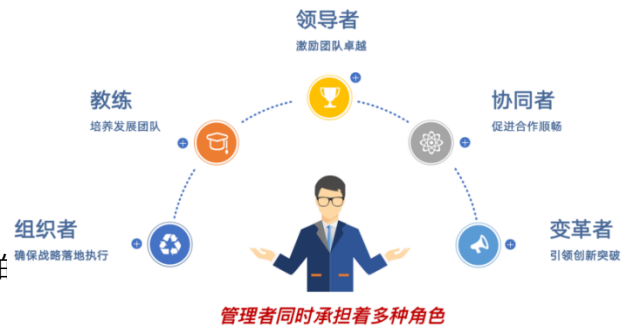 领导者
激励团队卓越
教练
培养发展团队
协同者
促进合作顺畅
组织者
确保战略落地执行
变革者
引领创新突破
管理者同时承担着多种角色